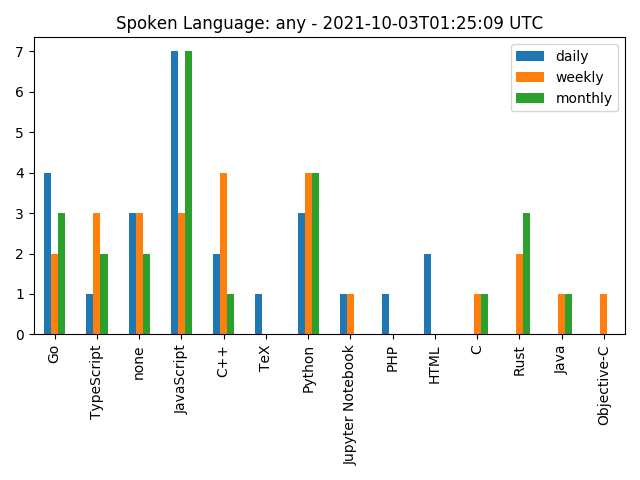 Spoken Language: any - 2021-10-03T01:25:09 UTC
daily
weekly
monthly
7
6
5
4
3
2
1
0
Go
TypeScript
none
JavaScript
C++
TeX
Python
Jupyter Notebook
PHP
HTML
C
Rust
Java
Objective-C